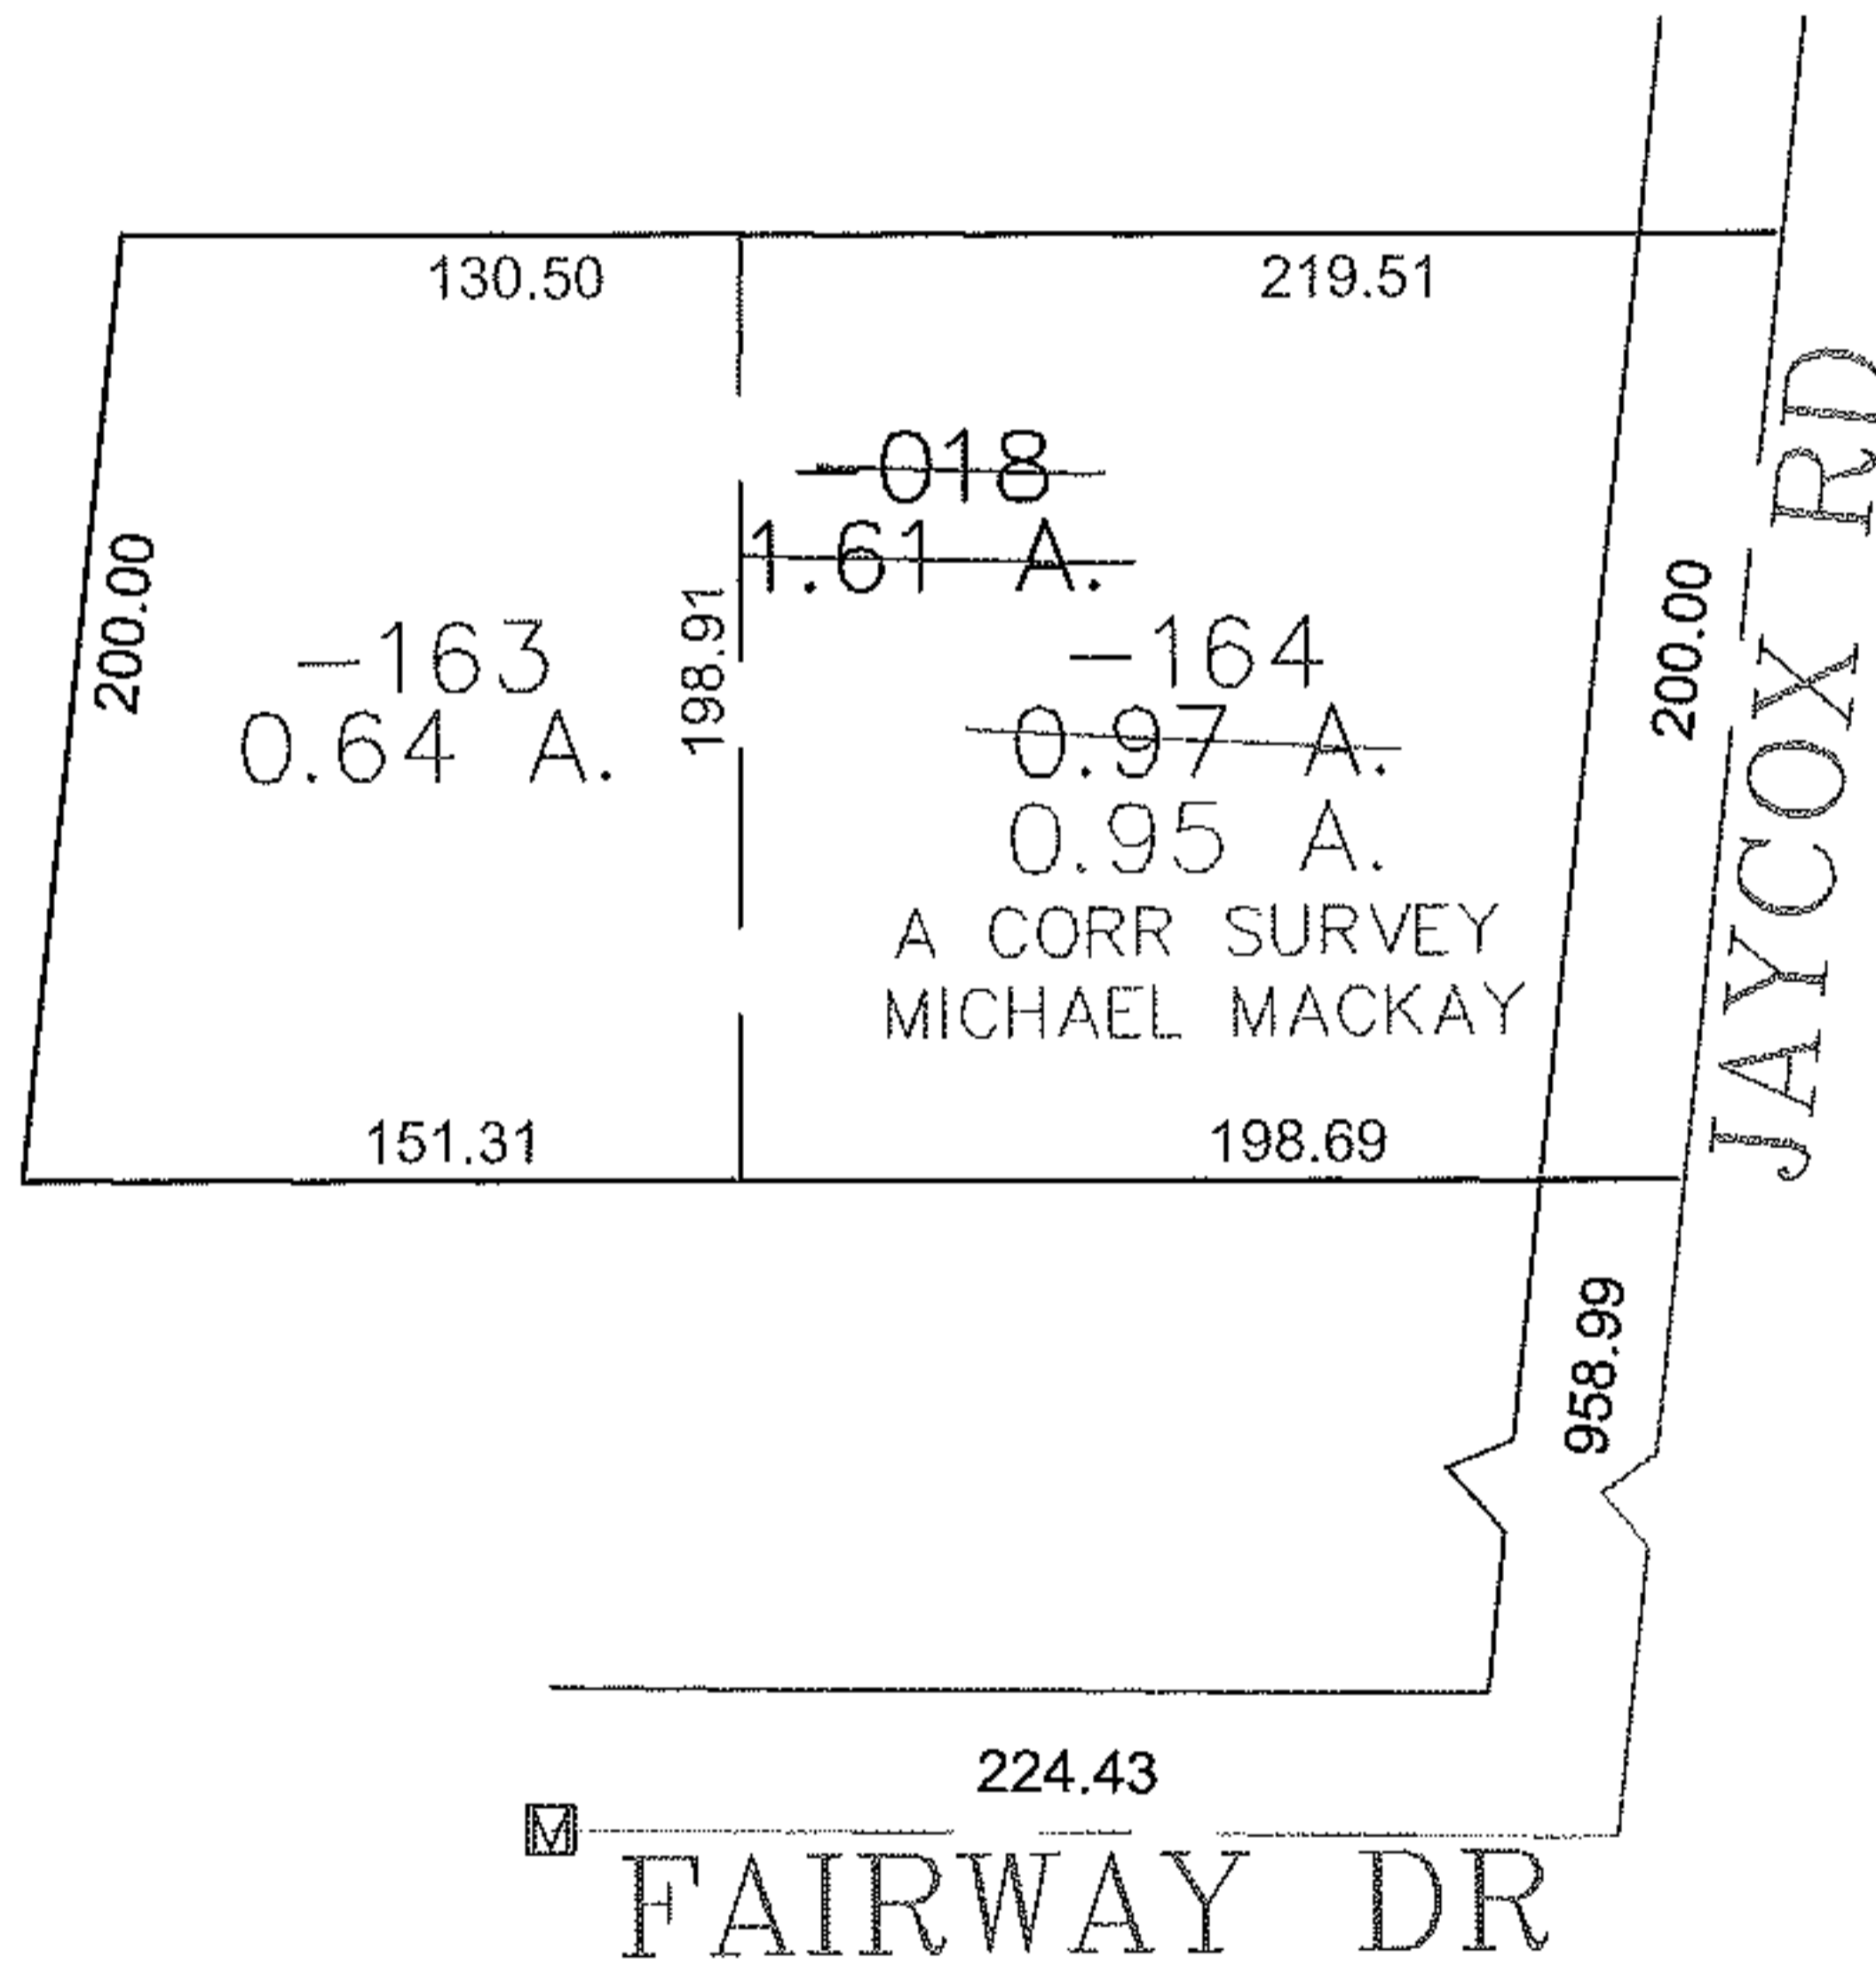 130.50
219.51
-018
1.61 A.
200.00
-163
0.64 A.
198.91
-164
0.97 A.
0.95 A.
A CORR SURVEY
MICHAEL MACKAY
200.00
JAYCOX RD
151.31
198.69
958.99
224.43
M
FAIRWAY DR